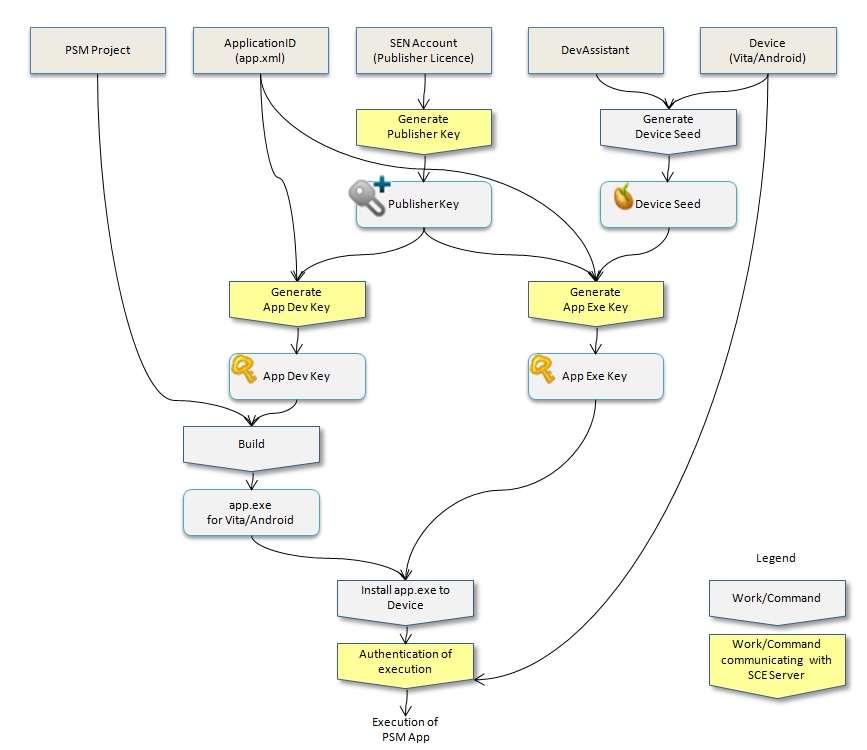 PSM Project
ApplicationID
(app.xml)
SEN Account
(Publisher Licence)
DevAssistant
Device
(Vita/Android)
Generate
Publisher Key
Generate
Device Seed
PublisherKey
Device Seed
Generate
App Dev Key
Generate
App Exe Key
App Dev Key
App Exe Key
Build
app.exe
for Vita/Android
Legend
Install app.exe to
Device
Work/Command
Authentication of
execution
Work/Command
communicating with
SCE Server
Execution of
PSM App